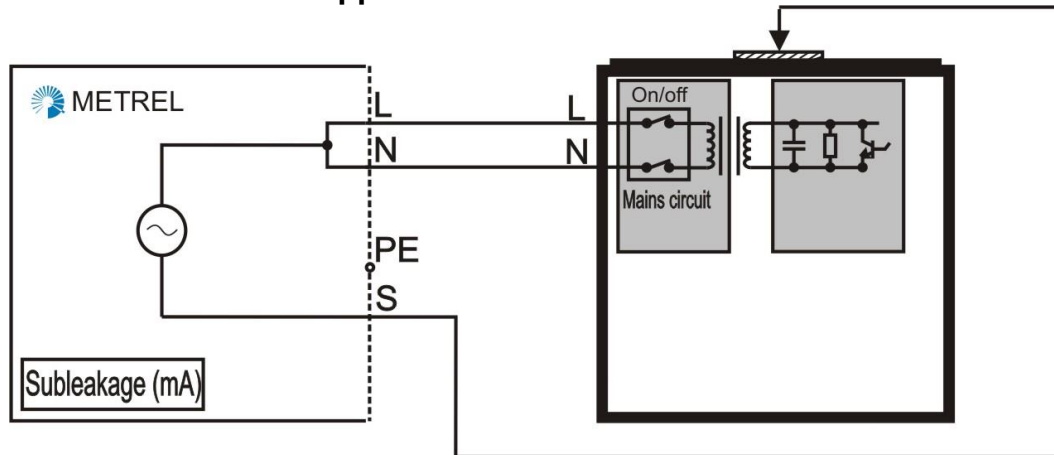 METREL
L
N
PE
S
Subleakage (mA)
L
N
On/off
Mains circuit